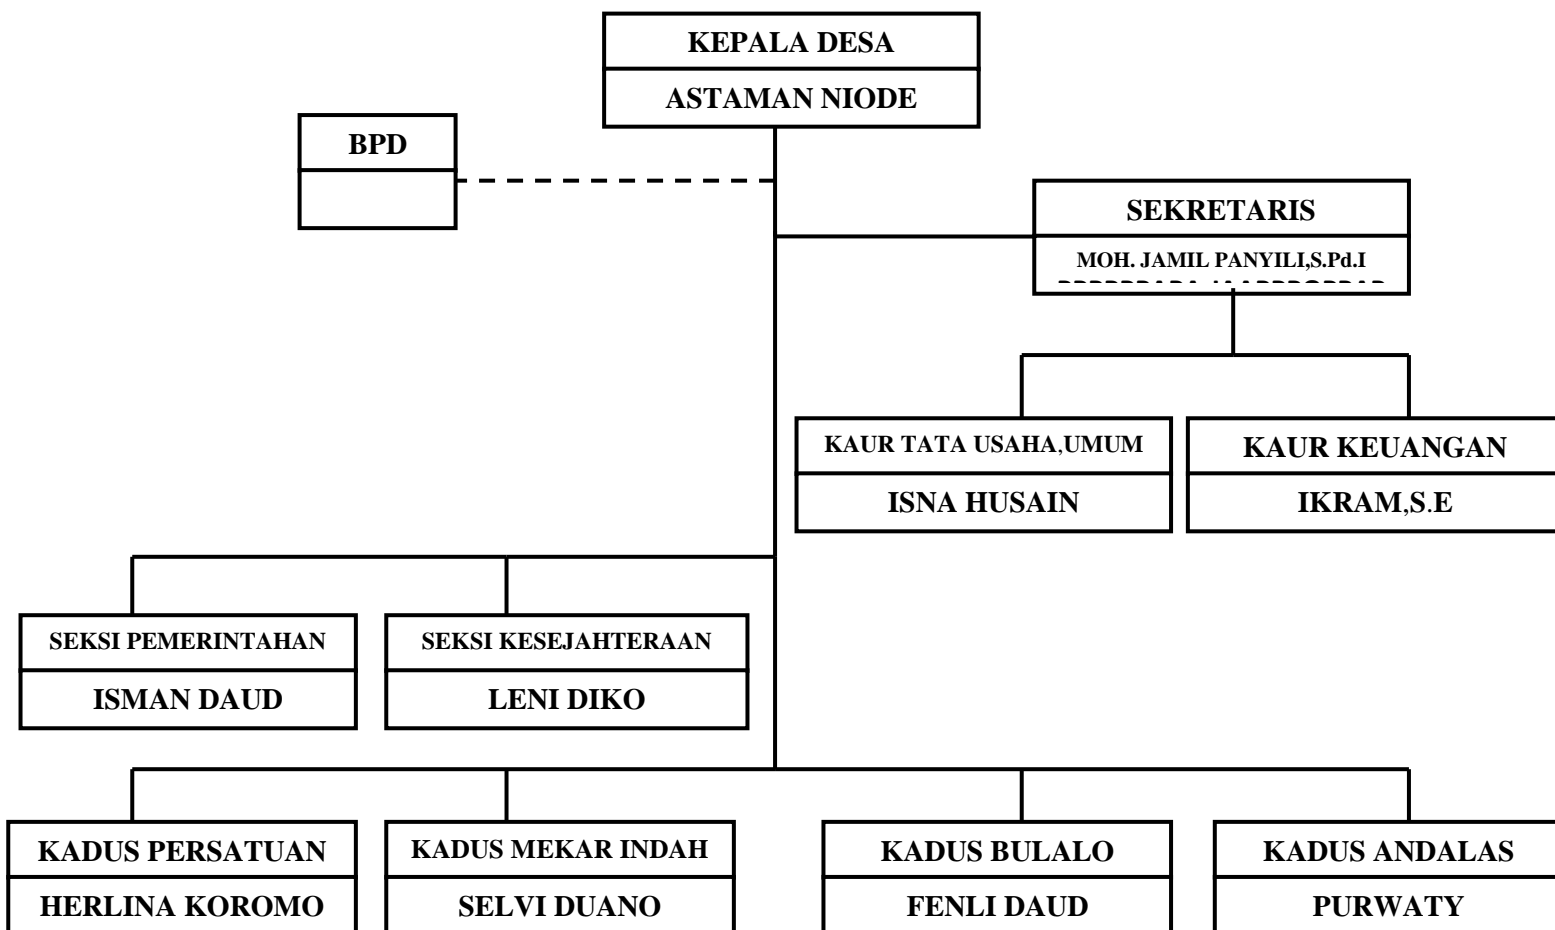 KEPALA DESA
ASTAMAN NIODE
BPD
SEKRETARIS
MOH. JAMIL PANYILI,S.Pd.I
KAUR TATA USAHA,UMUM
ISNA HUSAIN
KAUR KEUANGAN
IKRAM,S.E
SEKSI PEMERINTAHAN
ISMAN DAUD
SEKSI KESEJAHTERAAN
LENI DIKO
KADUS PERSATUAN
HERLINA KOROMO
KADUS MEKAR INDAH
SELVI DUANO
KADUS BULALO
FENLI DAUD
KADUS ANDALAS
PURWATY